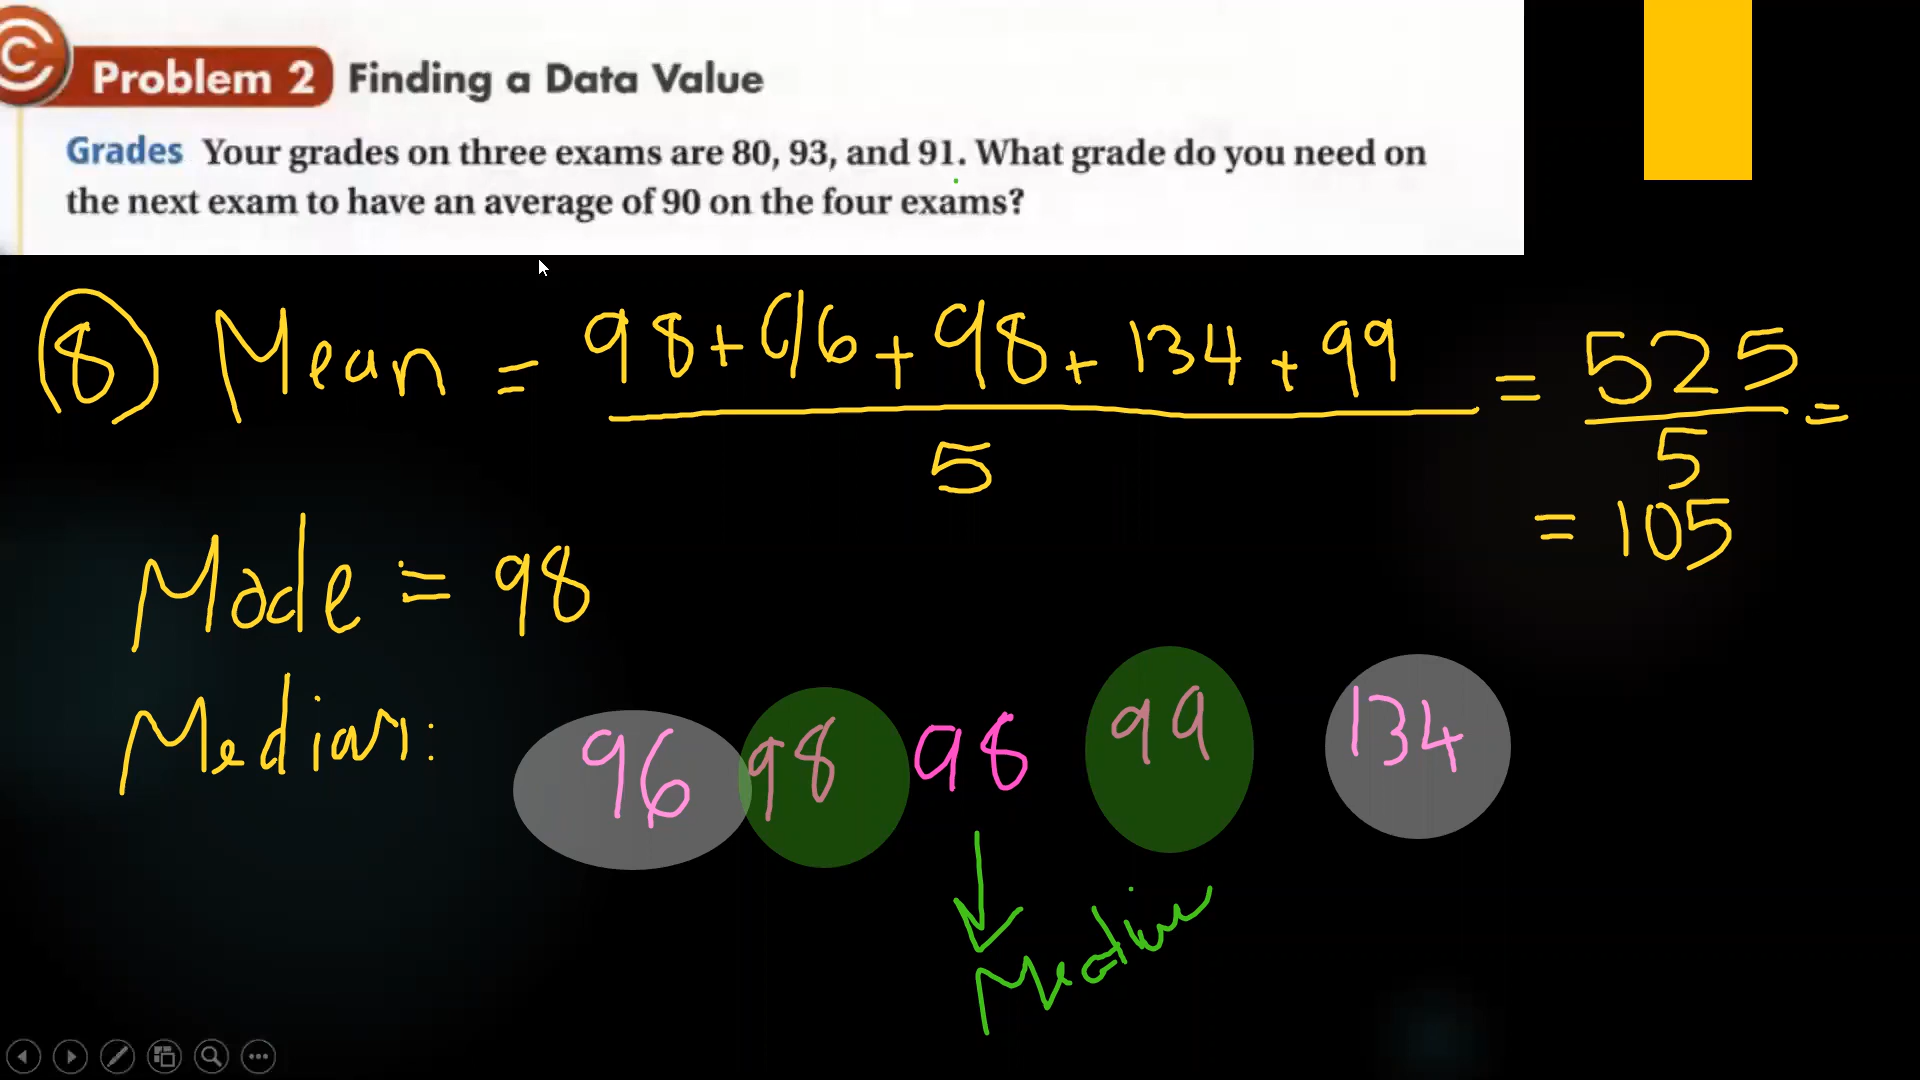 Problem 2 Finding a Data Value
Grades Your grades on three exams are 80, 93, and 91. What grade do you need on
the next exam to have an average of 90 on the four exams?
8 Mean = 98+96+98+134+99 = 525 =
5 5
= 105
Mode = 98
Median: 96 98 98 99 134
Median